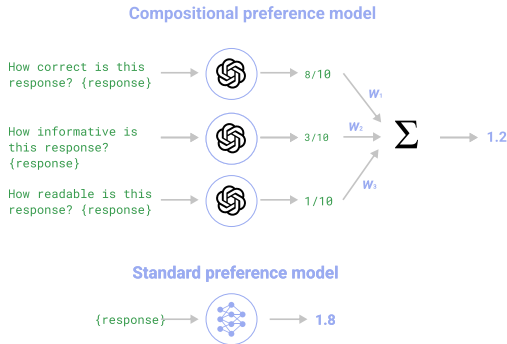 Compositional preference model
How correct is this
response? {response}
8/10
w₁
How informative is
this response?
{response}
3/10
w₂
Σ
1.2
How readable is this
response? {response}
1/10
w₃
Standard preference model
{response}
1.8